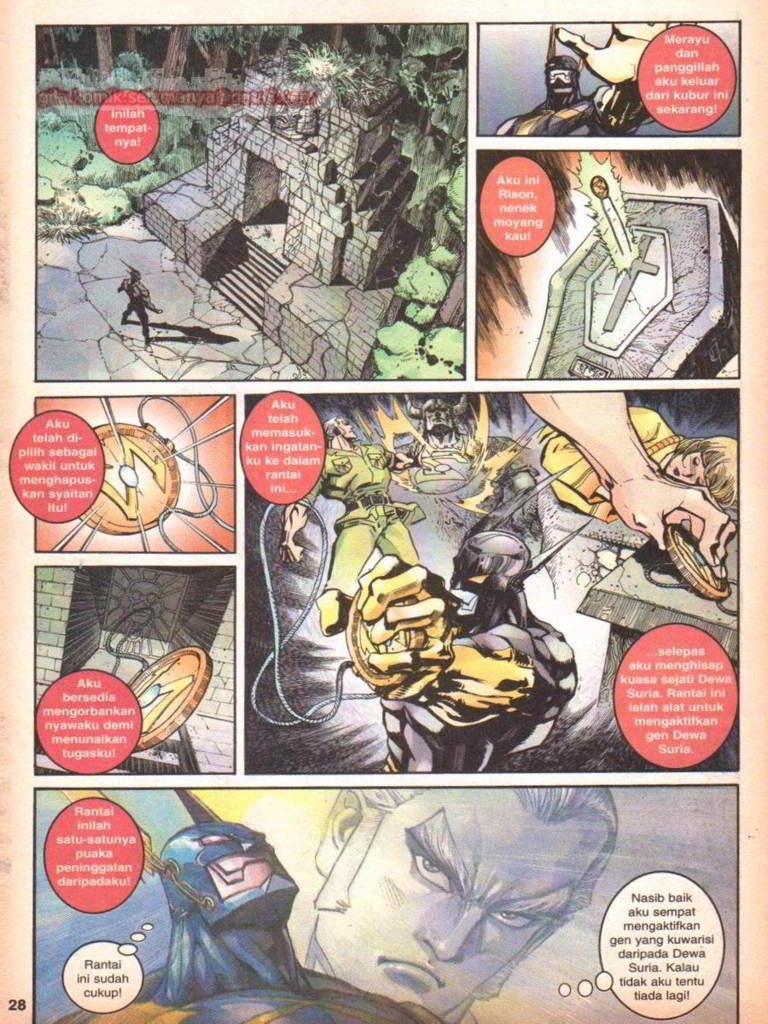 Inilah
tempat-
nya!
Merayu
dan
panggillah
aku keluar
dari kubur ini
sekarang!
Aku ini
Rison,
nenek
moyang
kau!
Aku
telah di-
pilih sebagai
wakil untuk
menghapus-
kan syaitan
itu!
Aku
telah
memasuk-
kan ingatan-
ku ke dalam
rantai
ini...
...selepas
aku menghisap
kuasa sejati Dewa
Suria. Rantai ini
ialah alat untuk
mengaktifkan
gen Dewa
Suria.
Aku
bersedia
mengorbankan
nyawaku demi
menunaikan
tugasku!
Rantai
inilah
satu-satunya
puaka
peninggalan
daripadaku!
Rantai
ini sudah
cukup!
Nasib baik
aku sempat
mengaktifkan
gen yang kuwarisi
daripada Dewa
Suria. Kalau
tidak aku tentu
tiada lagi!
28